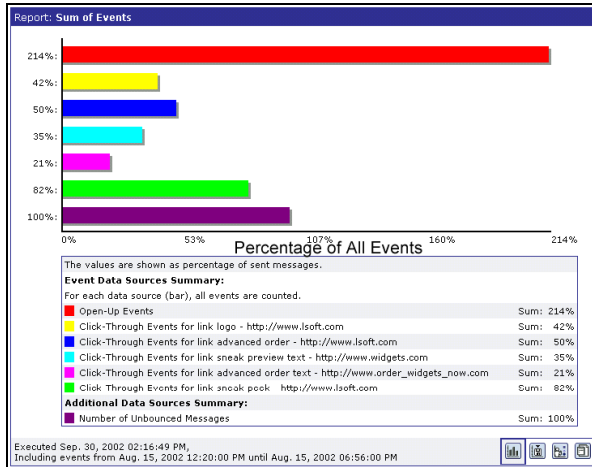 Report: Sum of Events
214%:
42%:
50%:
35%:
21%:
82%:
100%:
0% 53% 107% 160% 214%
Percentage of All Events
The values are shown as percentage of sent messages.
Event Data Sources Summary:
For each data source (bar), all events are counted.
Open-Up Events Sum: 214%
Click-Through Events for link logo - http://www.lsoft.com Sum: 42%
Click-Through Events for link advanced order - http://www.lsoft.com Sum: 50%
Click-Through Events for link sneak preview text - http://www.widgets.com Sum: 35%
Click-Through Events for link advanced order text - http://www.order_widgets_now.com Sum: 21%
Click-Through Events for link sneak peek - http://www.lsoft.com Sum: 82%
Additional Data Sources Summary:
Number of Unbounced Messages Sum: 100%
Executed Sep. 30, 2002 02:16:49 PM,
Including events from Aug. 15, 2002 12:20:00 PM until Aug. 15, 2002 06:56:00 PM